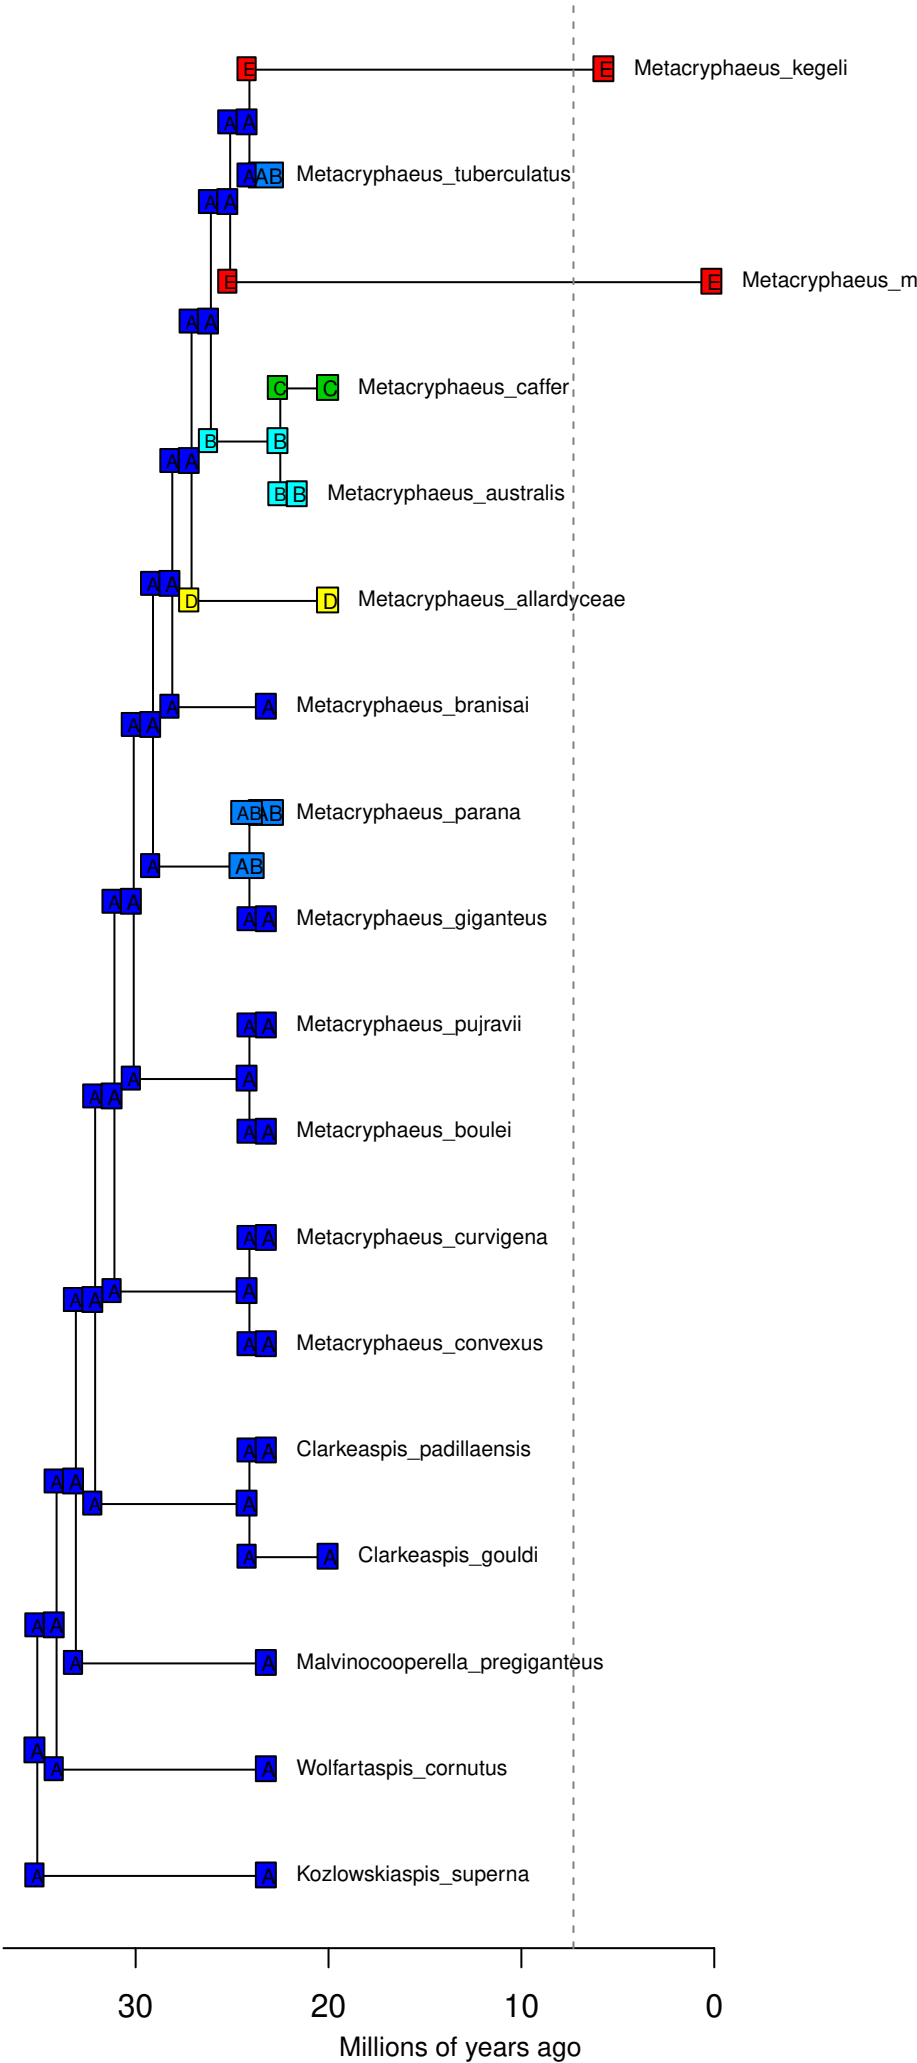 E E Metacryphaeus_kegeli
A A
A AB Metacryphaeus_tuberculatus
A A
E E Metacryphaeus_m
A A
C C Metacryphaeus_caffer
B B
A A
B B Metacryphaeus_australis
A A
D D Metacryphaeus_allardyceae
A A Metacryphaeus_branisai
A A
AB AB Metacryphaeus_parana
A AB
A A
A A Metacryphaeus_giganteus
A A Metacryphaeus_pujravii
A A
A A
A A Metacryphaeus_boulei
A A Metacryphaeus_curvigena
A A
A A
A A Metacryphaeus_convexus
A A Clarkeaspis_padillaensis
A A
A A
A A Clarkeaspis_gouldi
A A
A A Malvinocooperella_pregiganteus
A
A A Wolfartaspis_cornutus
A A Kozlowskiaspis_superna
30 20 10 0
Millions of years ago